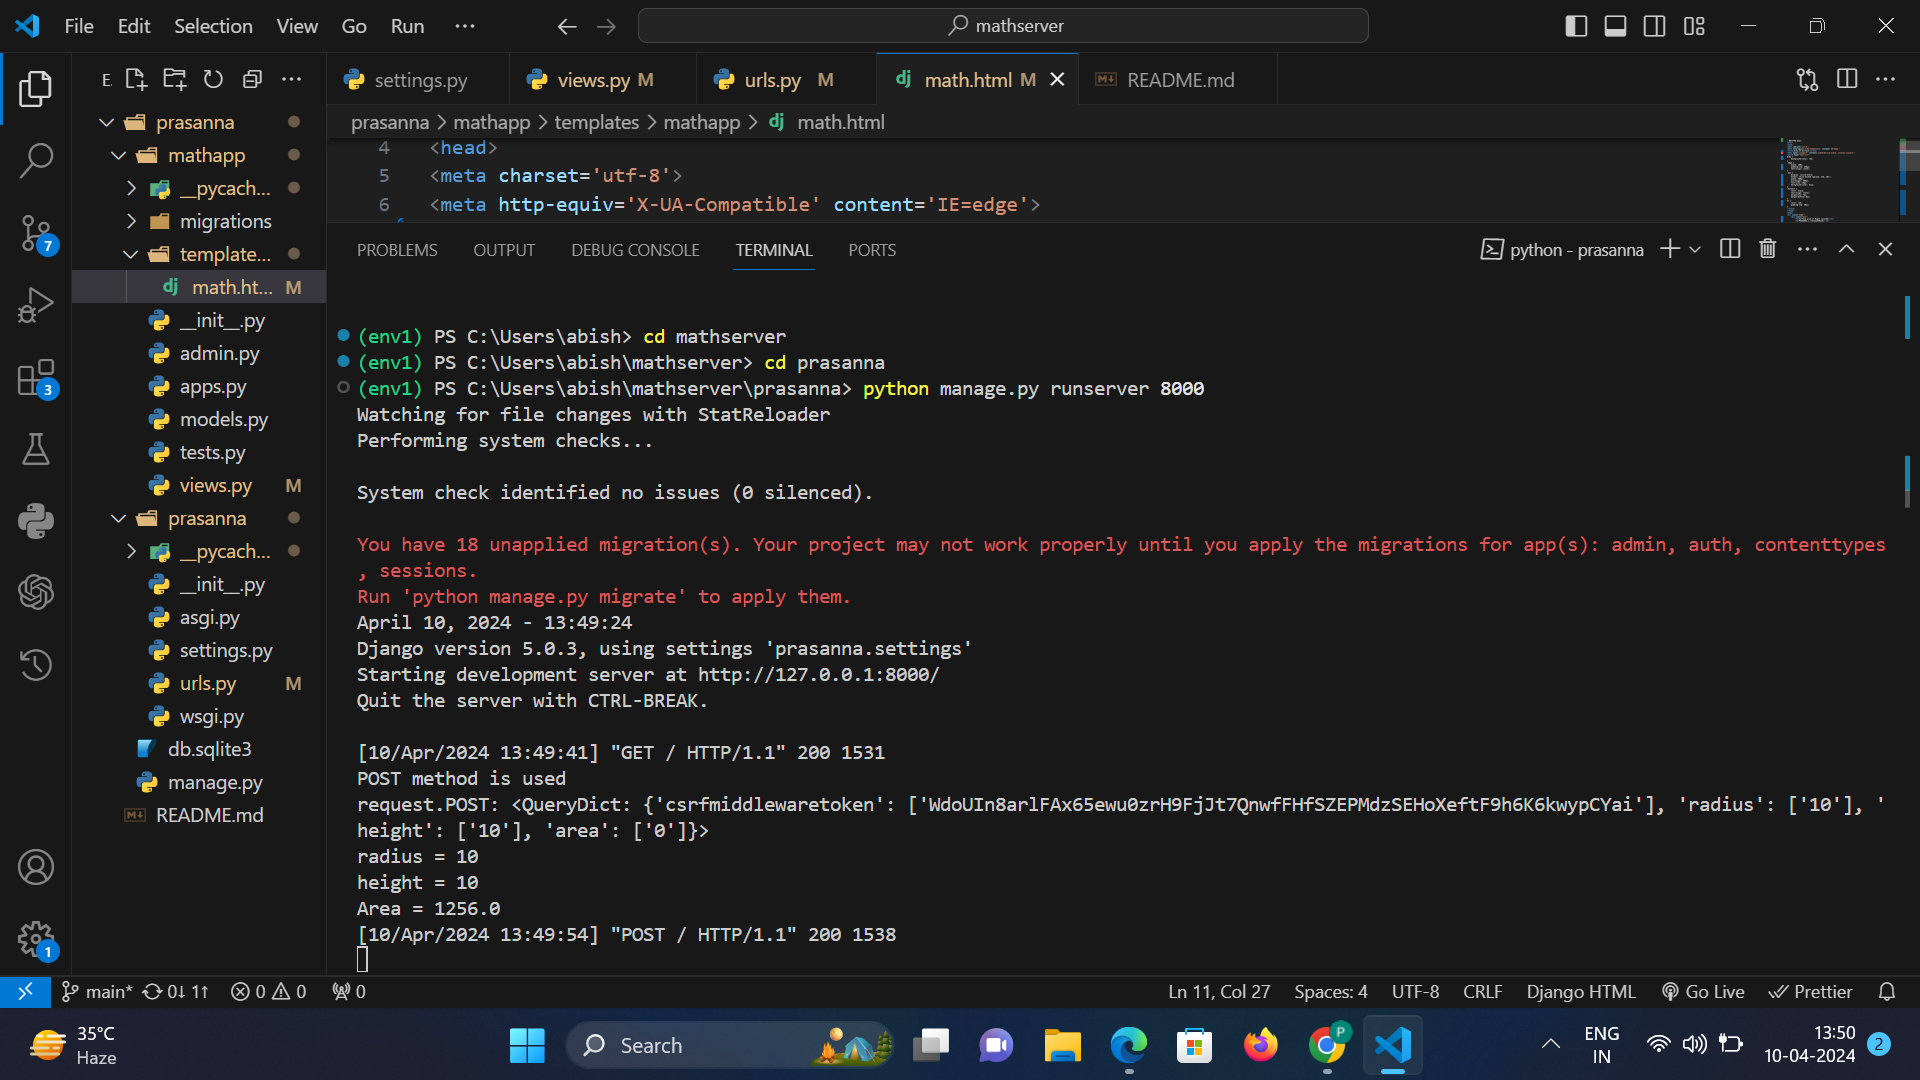 File Edit Selection View Go Run ···
mathserver
E
settings.py
views.py M
urls.py M
math.html M
README.md
prasanna > mathapp > templates > mathapp > math.html
prasanna
mathapp
__pycach...
migrations
template...
math.ht... M
__init__.py
admin.py
apps.py
models.py
tests.py
views.py M
prasanna
__pycach...
__init__.py
asgi.py
settings.py
urls.py M
wsgi.py
db.sqlite3
manage.py
README.md
7
3
1
4 <head>
5 <meta charset='utf-8'>
6 <meta http-equiv='X-UA-Compatible' content='IE=edge'>
PROBLEMS OUTPUT DEBUG CONSOLE TERMINAL PORTS
python - prasanna
(env1) PS C:\Users\abish> cd mathserver
(env1) PS C:\Users\abish\mathserver> cd prasanna
(env1) PS C:\Users\abish\mathserver\prasanna> python manage.py runserver 8000
Watching for file changes with StatReloader
Performing system checks...
System check identified no issues (0 silenced).
You have 18 unapplied migration(s). Your project may not work properly until you apply the migrations for app(s): admin, auth, contenttypes
, sessions.
Run 'python manage.py migrate' to apply them.
April 10, 2024 - 13:49:24
Django version 5.0.3, using settings 'prasanna.settings'
Starting development server at http://127.0.0.1:8000/
Quit the server with CTRL-BREAK.
[10/Apr/2024 13:49:41] "GET / HTTP/1.1" 200 1531
POST method is used
request.POST: <QueryDict: {'csrfmiddlewaretoken': ['WdoUIn8arlFAx65ewu0zrH9FjJt7QnwfFHfSZEPMdzSEHoXeftF9h6K6kwypCYai'], 'radius': ['10'], '
height': ['10'], 'area': ['0']}>
radius = 10
height = 10
Area = 1256.0
[10/Apr/2024 13:49:54] "POST / HTTP/1.1" 200 1538
main* 0↓ 1↑ 0 0 0
Ln 11, Col 27 Spaces: 4 UTF-8 CRLF Django HTML Go Live Prettier
35°C
Haze
Search
P
ENG
IN
13:50
10-04-2024
2